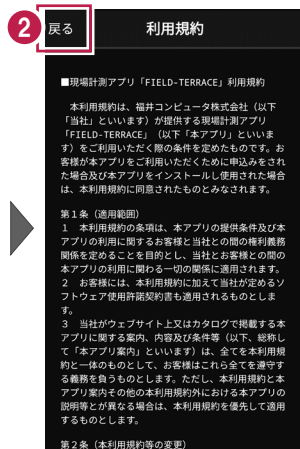 2 戻る 利用規約
■現場計測アプリ「FIELD-TERRACE」利用規約
本利用規約は、福井コンピュータ株式会社（以下
「当社」といいます）が提供する現場計測アプリ
「FIELD-TERRACE」（以下「本アプリ」といいま
す）をご利用いただく際の条件を定めたものです。お
客様が本アプリをご利用いただくために申込みをされ
た場合及び本アプリをインストールし使用された場合
は、本利用規約に同意されたものとみなされます。
第１条（適用範囲）
１　本利用規約の条項は、本アプリの提供条件及び本
アプリの利用に関するお客様と当社との間の権利義務
関係を定めることを目的とし、当社とお客様との間の
本アプリの利用に関わる一切の関係に適用されます。
２　お客様には、本利用規約に加えて当社が定めるソ
フトウェア使用許諾契約書も適用されるものとしま
す。
３　当社がウェブサイト上又はカタログで掲載する本
アプリに関する案内、内容及び条件等（以下、総称し
て「本アプリ案内」といいます）は、全てを本利用規
約と一体のものとして、お客様はこれら全てを遵守す
る義務を負うものとします。ただし、本利用規約と本
アプリ案内その他の本利用規約外における本アプリの
説明等とが異なる場合は、本利用規約を優先して適用
するものとします。
第２条（本利用規約等の変更）